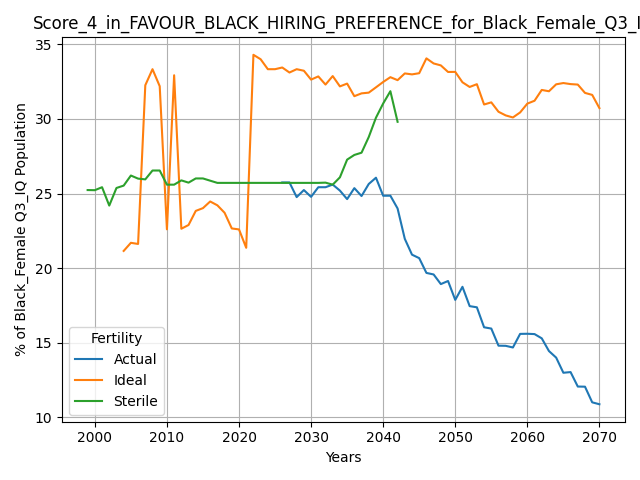 Score_4_in_FAVOUR_BLACK_HIRING_PREFERENCE_for_Black_Female_Q3_I
35
30
25
20
15
10
% of Black_Female Q3_IQ Population
Fertility
Actual
Ideal
Sterile
2000 2010 2020 2030 2040 2050 2060 2070
Years